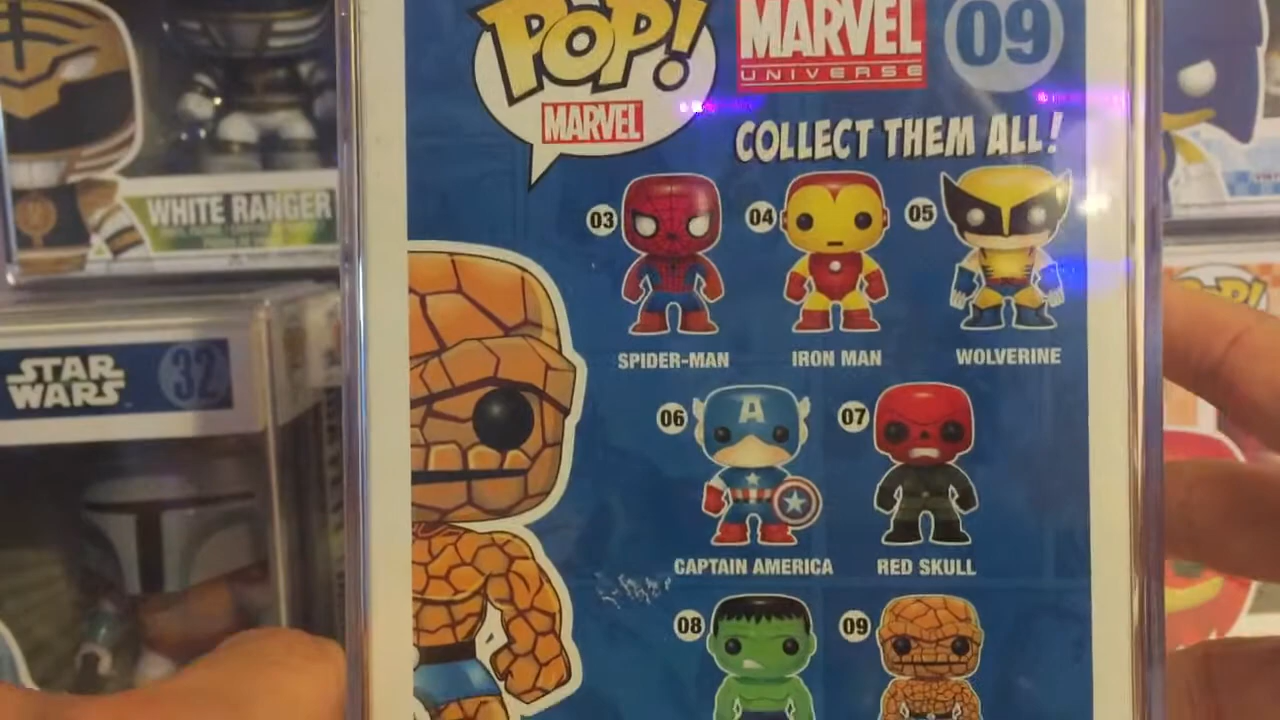 POP!
MARVEL
MARVEL
UNIVERSE
09
COLLECT THEM ALL!
03
04
05
SPIDER-MAN
IRON MAN
WOLVERINE
06
A
07
CAPTAIN AMERICA
RED SKULL
08
09
WHITE RANGER
STAR
WARS
32
POP!